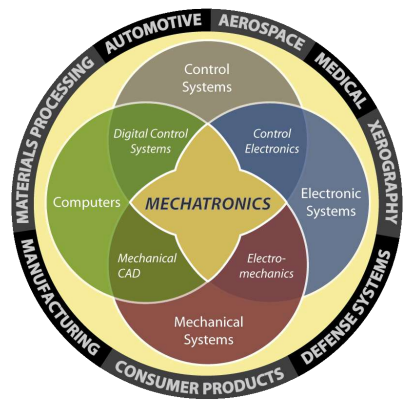 AUTOMOTIVE
AEROSPACE
MEDICAL
XEROGRAPHY
DEFENSE SYSTEMS
CONSUMER PRODUCTS
MANUFACTURING
MATERIALS PROCESSING
Control
Systems
Digital Control
Systems
Control
Electronics
Computers
MECHATRONICS
Electronic
Systems
Mechanical
CAD
Electro-
mechanics
Mechanical
Systems